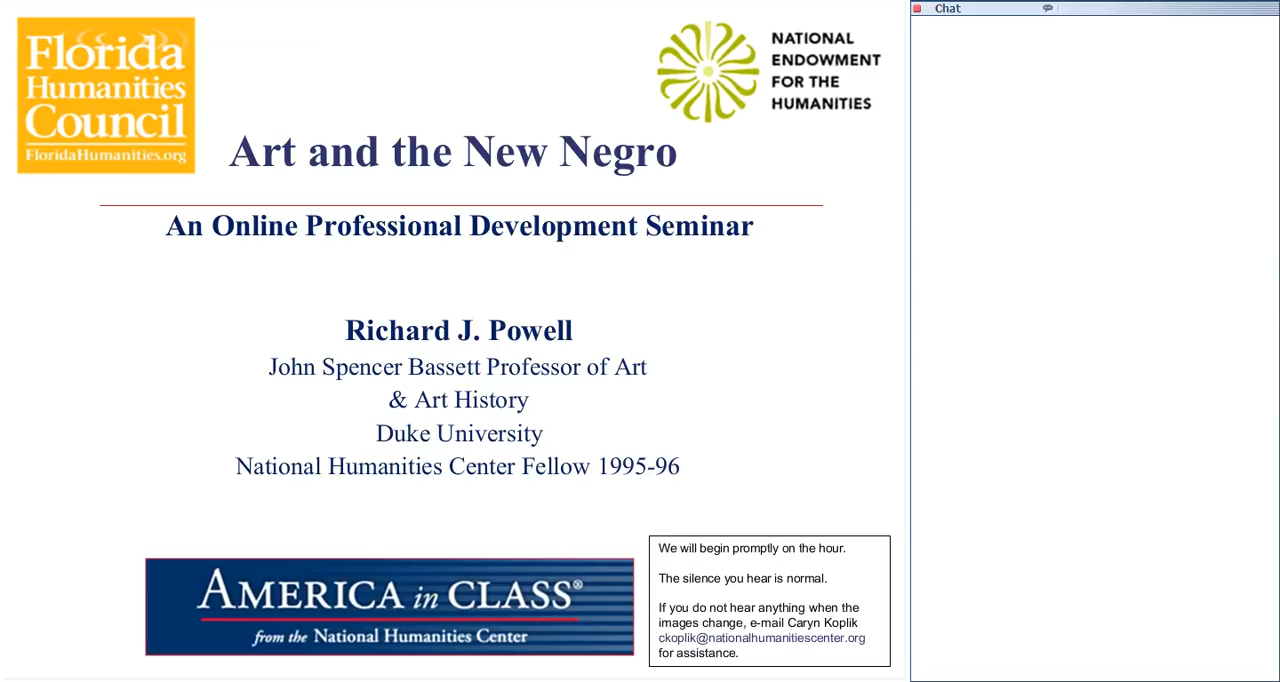 Florida
Humanities
Council
FloridaHumanities.org
NATIONAL
ENDOWMENT
FOR THE
HUMANITIES
Art and the New Negro
An Online Professional Development Seminar
Richard J. Powell
John Spencer Bassett Professor of Art
& Art History
Duke University
National Humanities Center Fellow 1995-96
AMERICA in CLASS®
from the National Humanities Center
We will begin promptly on the hour.
The silence you hear is normal.
If you do not hear anything when the
images change, e-mail Caryn Koplik
ckoplik@nationalhumanitiescenter.org
for assistance.
Chat